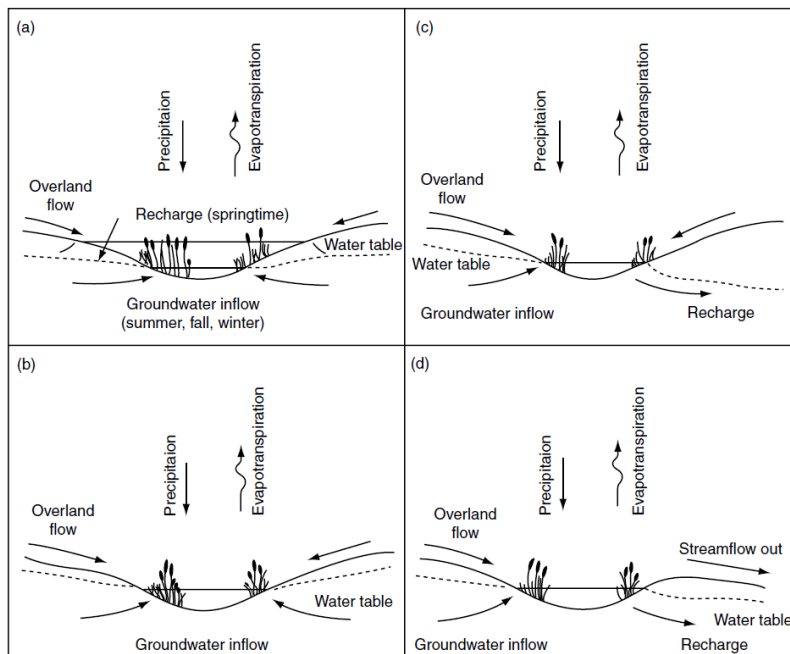 (a)
Precipitaion
Evapotranspiration
Overland
flow
Recharge (springtime)
Water table
Groundwater inflow
(summer, fall, winter)
(c)
Precipitaion
Evapotranspiration
Overland
flow
Water table
Groundwater inflow
Recharge
(b)
Precipitaion
Evapotranspiration
Overland
flow
Water table
Groundwater inflow
(d)
Precipitaion
Evapotranspiration
Overland
flow
Streamflow out
Water table
Groundwater inflow
Recharge